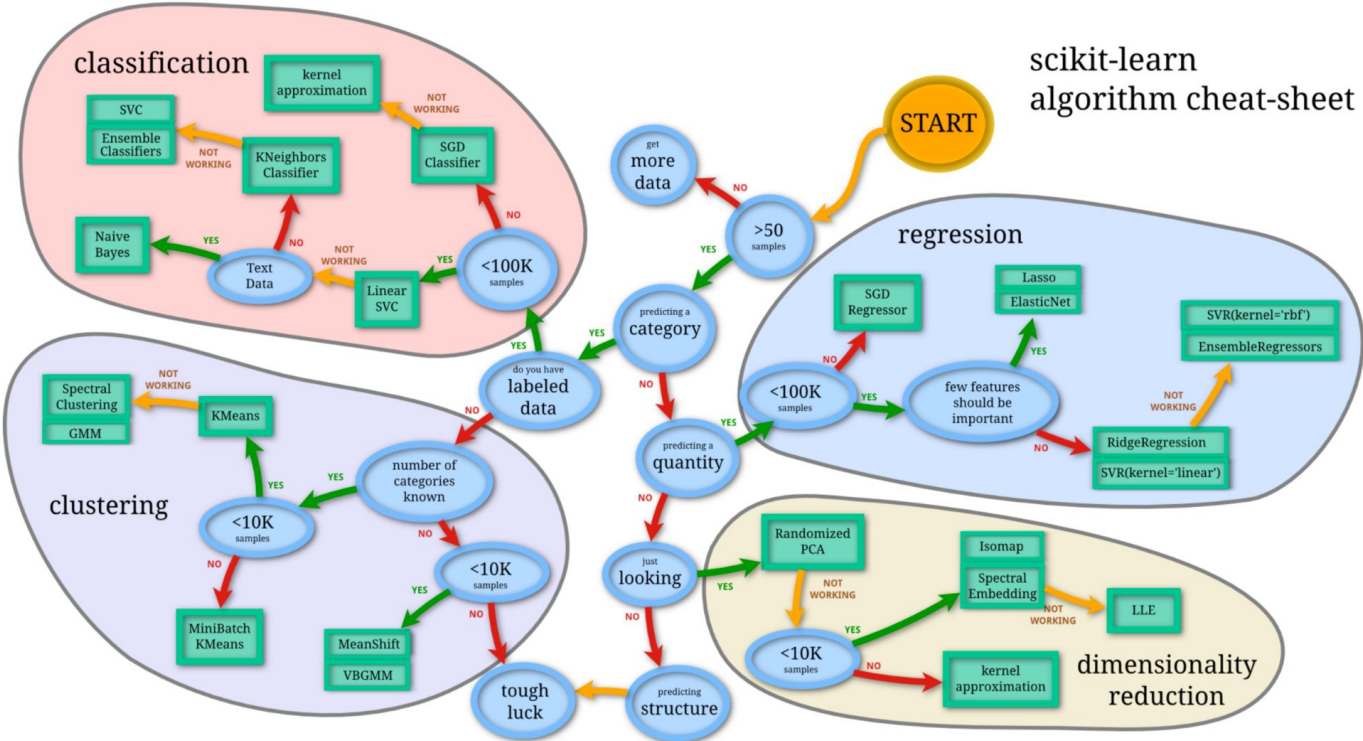 scikit-learn
algorithm cheat-sheet
START
>50
samples
NO
get
more
data
YES
predicting a
category
YES
do you have
labeled
data
YES
classification
<100K
samples
NO
SGD
Classifier
NOT
WORKING
kernel
approximation
YES
Linear
SVC
NOT
WORKING
Text
Data
YES
Naive
Bayes
NO
KNeighbors
Classifier
NOT
WORKING
SVC
Ensemble
Classifiers
NO
clustering
number of
categories
known
YES
<10K
samples
YES
KMeans
NOT
WORKING
Spectral
Clustering
GMM
NO
MiniBatch
KMeans
NO
<10K
samples
YES
MeanShift
VBGMM
NO
tough
luck
NO
predicting a
quantity
YES
regression
<100K
samples
NO
SGD
Regressor
YES
few features
should be
important
YES
Lasso
ElasticNet
NO
RidgeRegression
SVR(kernel='linear')
NOT
WORKING
SVR(kernel='rbf')
EnsembleRegressors
NO
just
looking
YES
dimensionality
reduction
Randomized
PCA
NOT
WORKING
<10K
samples
YES
Isomap
Spectral
Embedding
NOT
WORKING
LLE
NO
kernel
approximation
NO
predicting
structure